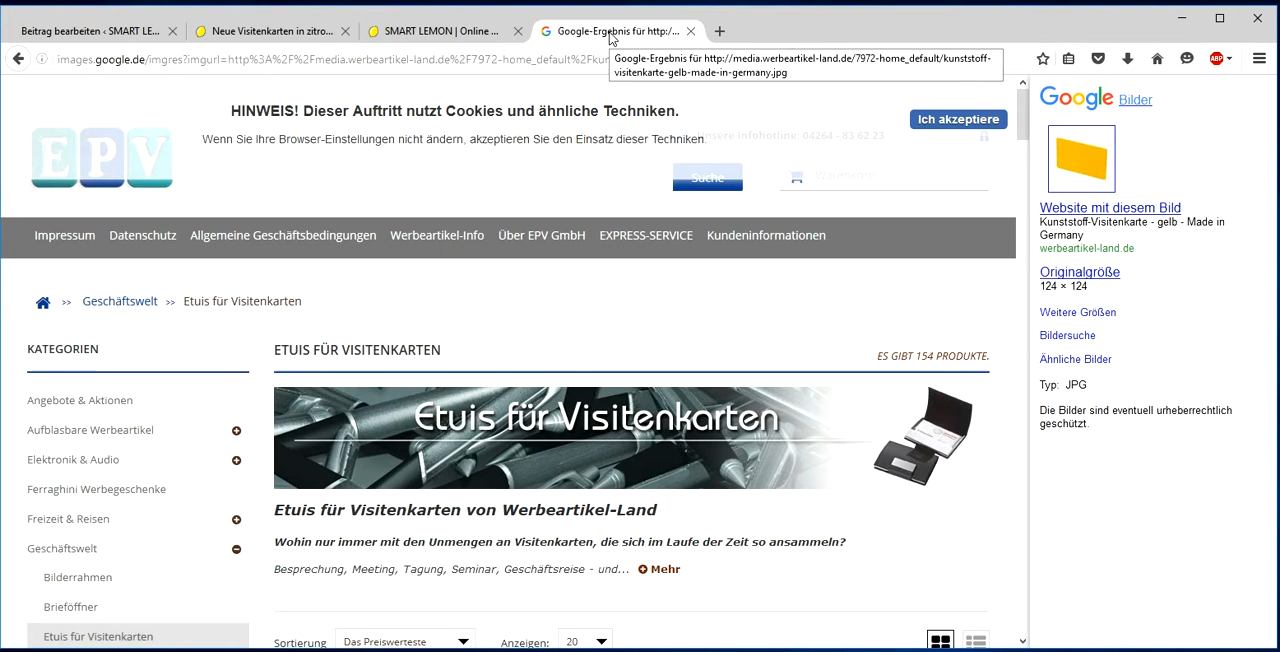 Beitrag bearbeiten ‹ SMART LE...
Neue Visitenkarten in zitro...
SMART LEMON | Online ...
Google-Ergebnis für http:/...
images.google.de/imgres?imgurl=http%3A%2F%2Fmedia.werbeartikel-land.de%2F7972-home_default%2Fkun
Google-Ergebnis für http://media.werbeartikel-land.de/7972-home_default/kunststoff-
visitenkarte-gelb-made-in-germany.jpg
ABP
HINWEIS! Dieser Auftritt nutzt Cookies und ähnliche Techniken.
Ich akzeptiere
Wenn Sie Ihre Browser-Einstellungen nicht ändern, akzeptieren Sie den Einsatz dieser Techniken.
Unsere Infohotline: 04264 - 83 62 23
EPV
Suche
Warenkorb
Impressum
Datenschutz
Allgemeine Geschäftsbedingungen
Werbeartikel-Info
Über EPV GmbH
EXPRESS-SERVICE
Kundeninformationen
>> Geschäftswelt >> Etuis für Visitenkarten
KATEGORIEN
Angebote & Aktionen
Aufblasbare Werbeartikel
Elektronik & Audio
Ferraghini Werbegeschenke
Freizeit & Reisen
Geschäftswelt
Bilderrahmen
Brieföffner
Etuis für Visitenkarten
ETUIS FÜR VISITENKARTEN
ES GIBT 154 PRODUKTE.
Etuis für Visitenkarten
Etuis für Visitenkarten von Werbeartikel-Land
Wohin nur immer mit den Unmengen an Visitenkarten, die sich im Laufe der Zeit so ansammeln?
Besprechung, Meeting, Tagung, Seminar, Geschäftsreise - und... Mehr
Sortierung
Das Preiswerteste
Anzeigen:
20
Google Bilder
Website mit diesem Bild
Kunststoff-Visitenkarte - gelb - Made in
Germany
werbeartikel-land.de
Originalgröße
124 × 124
Weitere Größen
Bildersuche
Ähnliche Bilder
Typ: JPG
Die Bilder sind eventuell urheberrechtlich
geschützt.